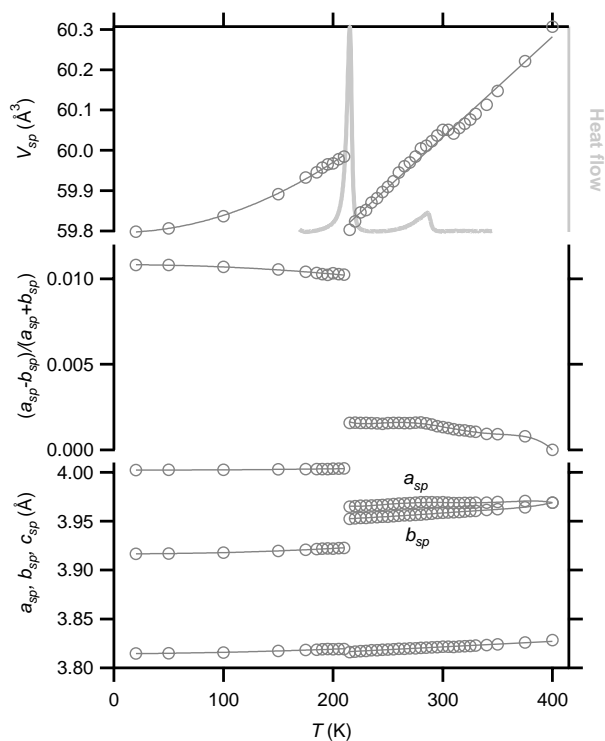 60.3
60.2
60.1
60.0
59.9
59.8
V_sp (Å³)
Heat flow
0.010
0.005
0.000
(a_sp-b_sp)/(a_sp+b_sp)
4.00
3.95
3.90
3.85
3.80
a_sp, b_sp, c_sp (Å)
a_sp
b_sp
0 100 200 300 400
T (K)